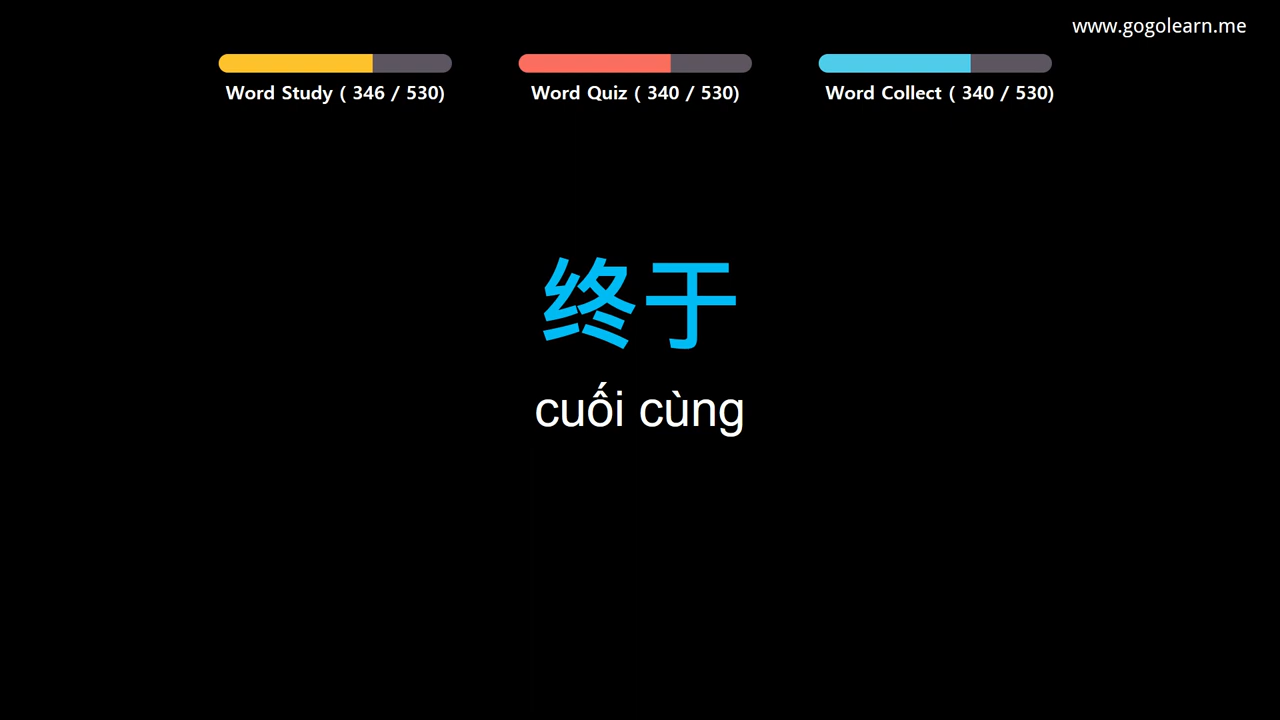 www.gogolearn.me
Word Study ( 346 / 530)
Word Quiz ( 340 / 530)
Word Collect ( 340 / 530)
终于
cuối cùng